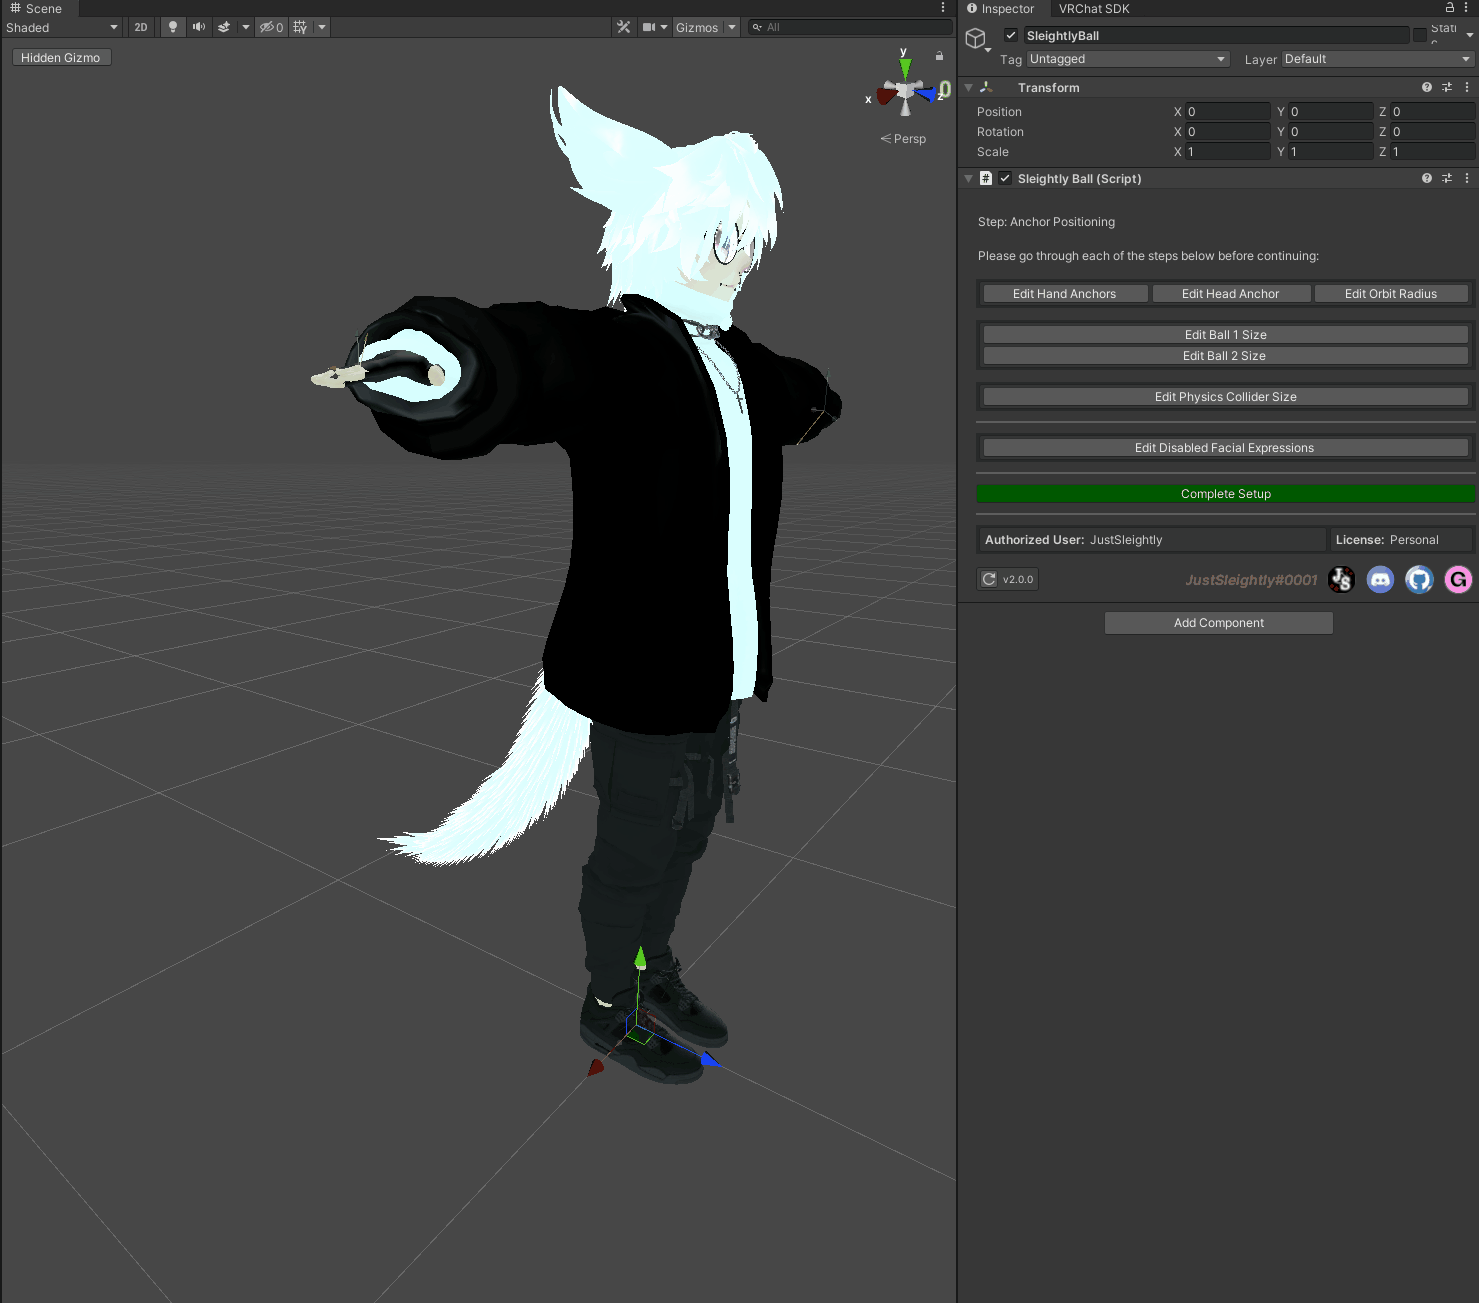 Scene
Inspector
VRChat SDK
Shaded
2D
0
Gizmos
All
SleightlyBall
Stati
Hidden Gizmo
Tag
Untagged
Layer
Default
y
x
z
0
Persp
Transform
Position X 0 Y 0 Z 0
Rotation X 0 Y 0 Z 0
Scale X 1 Y 1 Z 1
# Sleightly Ball (Script)
Step: Anchor Positioning
Please go through each of the steps below before continuing:
Edit Hand Anchors
Edit Head Anchor
Edit Orbit Radius
Edit Ball 1 Size
Edit Ball 2 Size
Edit Physics Collider Size
Edit Disabled Facial Expressions
Complete Setup
Authorized User: JustSleightly
License: Personal
v2.0.0
JustSleightly#0001
JS
G
Add Component